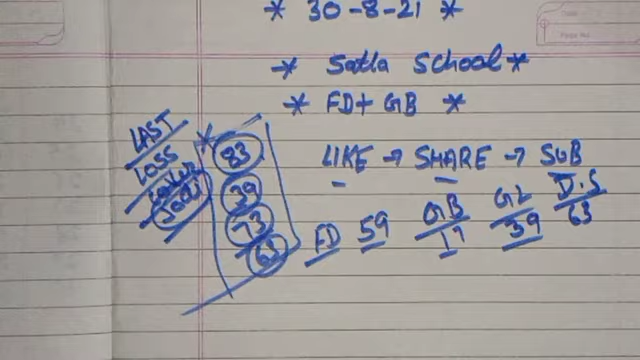 * 30-8-21 *
* Satta School *
* FD+ GB *
LAST
LOSS
Jodi
* 83
39
73
63
LIKE → SHARE → SUB
FD 59 GB 17 GL 39 D.S 63